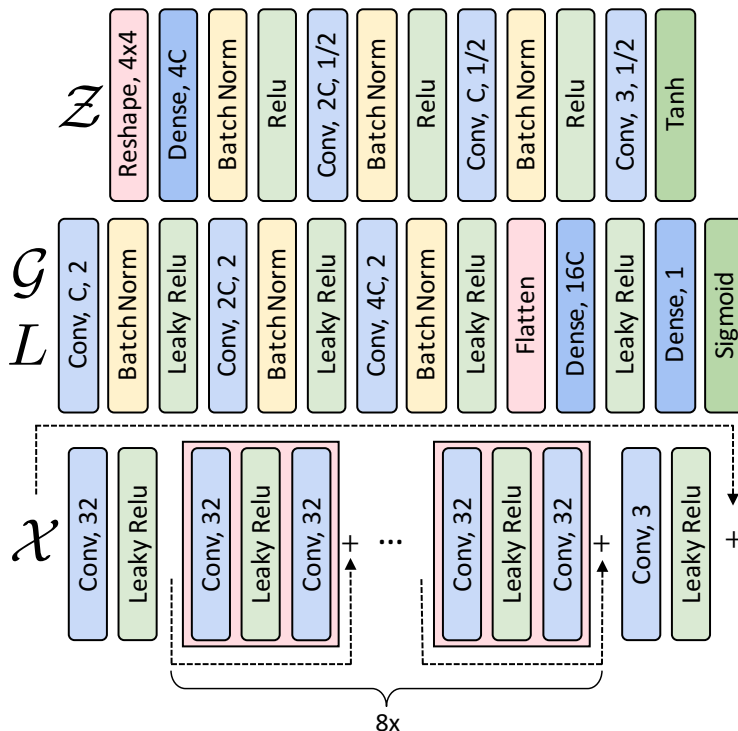 Z
Reshape, 4x4
Dense, 4C
Batch Norm
Relu
Conv, 2C, 1/2
Batch Norm
Relu
Conv, C, 1/2
Batch Norm
Relu
Conv, 3, 1/2
Tanh
G
L
Conv, C, 2
Batch Norm
Leaky Relu
Conv, 2C, 2
Batch Norm
Leaky Relu
Conv, 4C, 2
Batch Norm
Leaky Relu
Flatten
Dense, 16C
Leaky Relu
Dense, 1
Sigmoid
X
Conv, 32
Leaky Relu
Conv, 32
Leaky Relu
Conv, 32
+
...
Conv, 32
Leaky Relu
Conv, 32
+
Conv, 3
Leaky Relu
+
8x